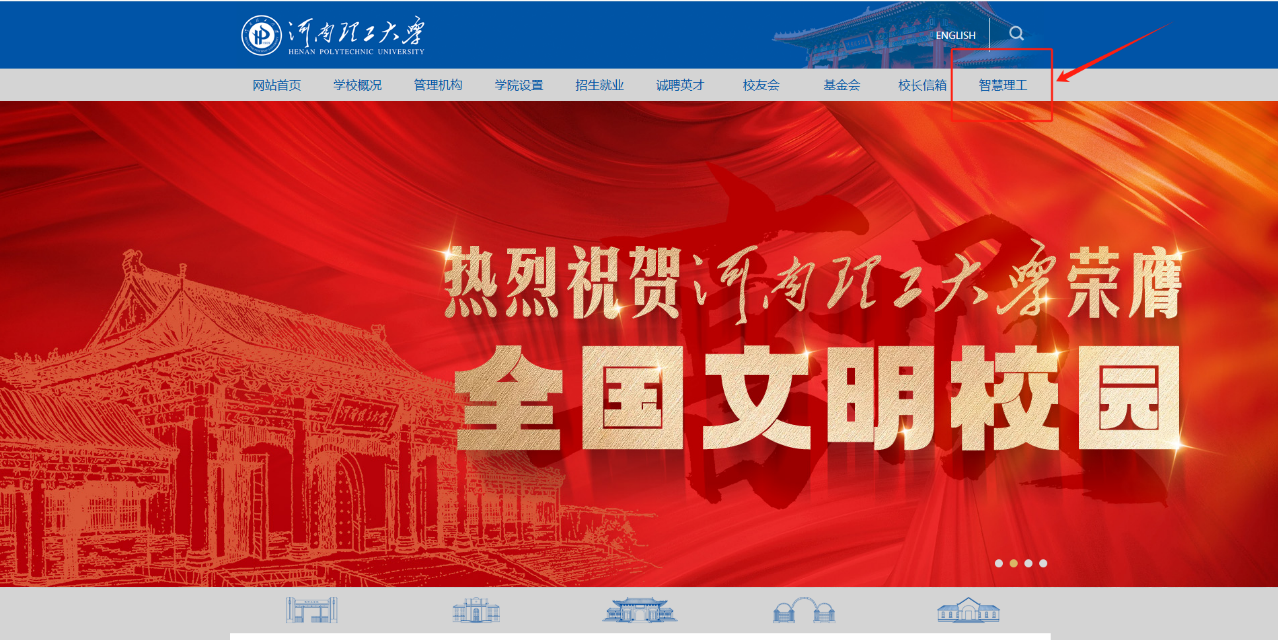 河南理工大学
HENAN POLYTECHNIC UNIVERSITY
ENGLISH
网站首页 学校概况 管理机构 学院设置 招生就业 诚聘英才 校友会 基金会 校长信箱 智慧理工
热烈祝贺河南理工大学荣膺
全国文明校园